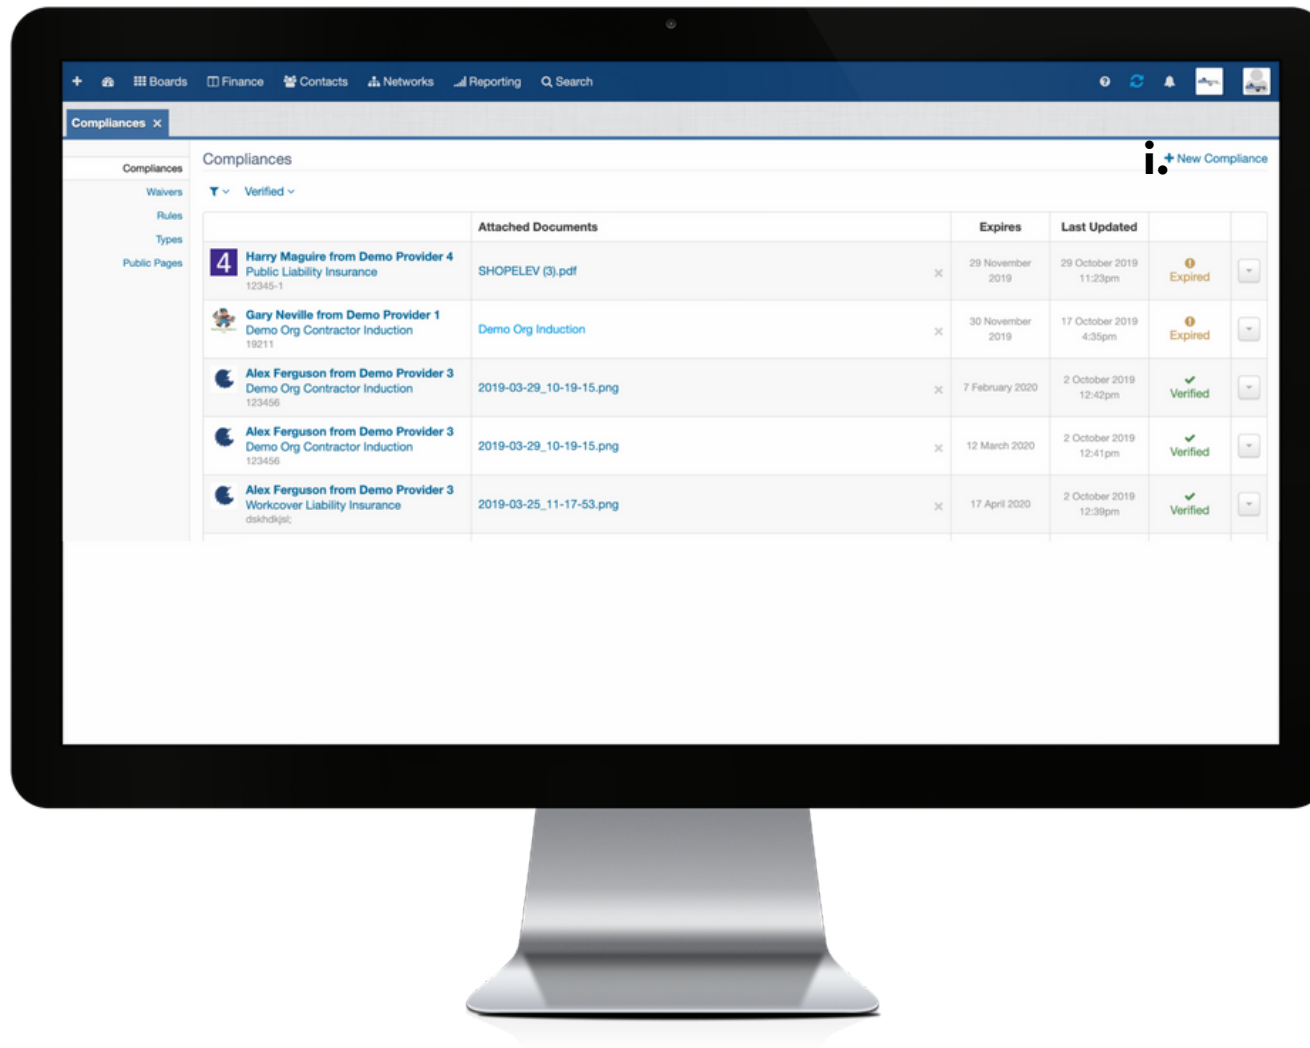 Boards Finance Contacts Networks Reporting Search
Compliances ×
Compliances
Waivers
Rules
Types
Public Pages
Compliances
i.
+ New Compliance
Verified
Attached Documents Expires Last Updated
4
Harry Maguire from Demo Provider 4
Public Liability Insurance
12345-1
SHOPELEV (3).pdf
29 November
2019
29 October 2019
11:23pm
Expired
Gary Neville from Demo Provider 1
Demo Org Contractor Induction
19211
Demo Org Induction
30 November
2019
17 October 2019
4:35pm
Expired
Alex Ferguson from Demo Provider 3
Demo Org Contractor Induction
123456
2019-03-29_10-19-15.png
7 February 2020
2 October 2019
12:42pm
Verified
Alex Ferguson from Demo Provider 3
Demo Org Contractor Induction
123456
2019-03-29_10-19-15.png
12 March 2020
2 October 2019
12:41pm
Verified
Alex Ferguson from Demo Provider 3
Workcover Liability Insurance
dskhdkjsl;
2019-03-25_11-17-53.png
17 April 2020
2 October 2019
12:39pm
Verified